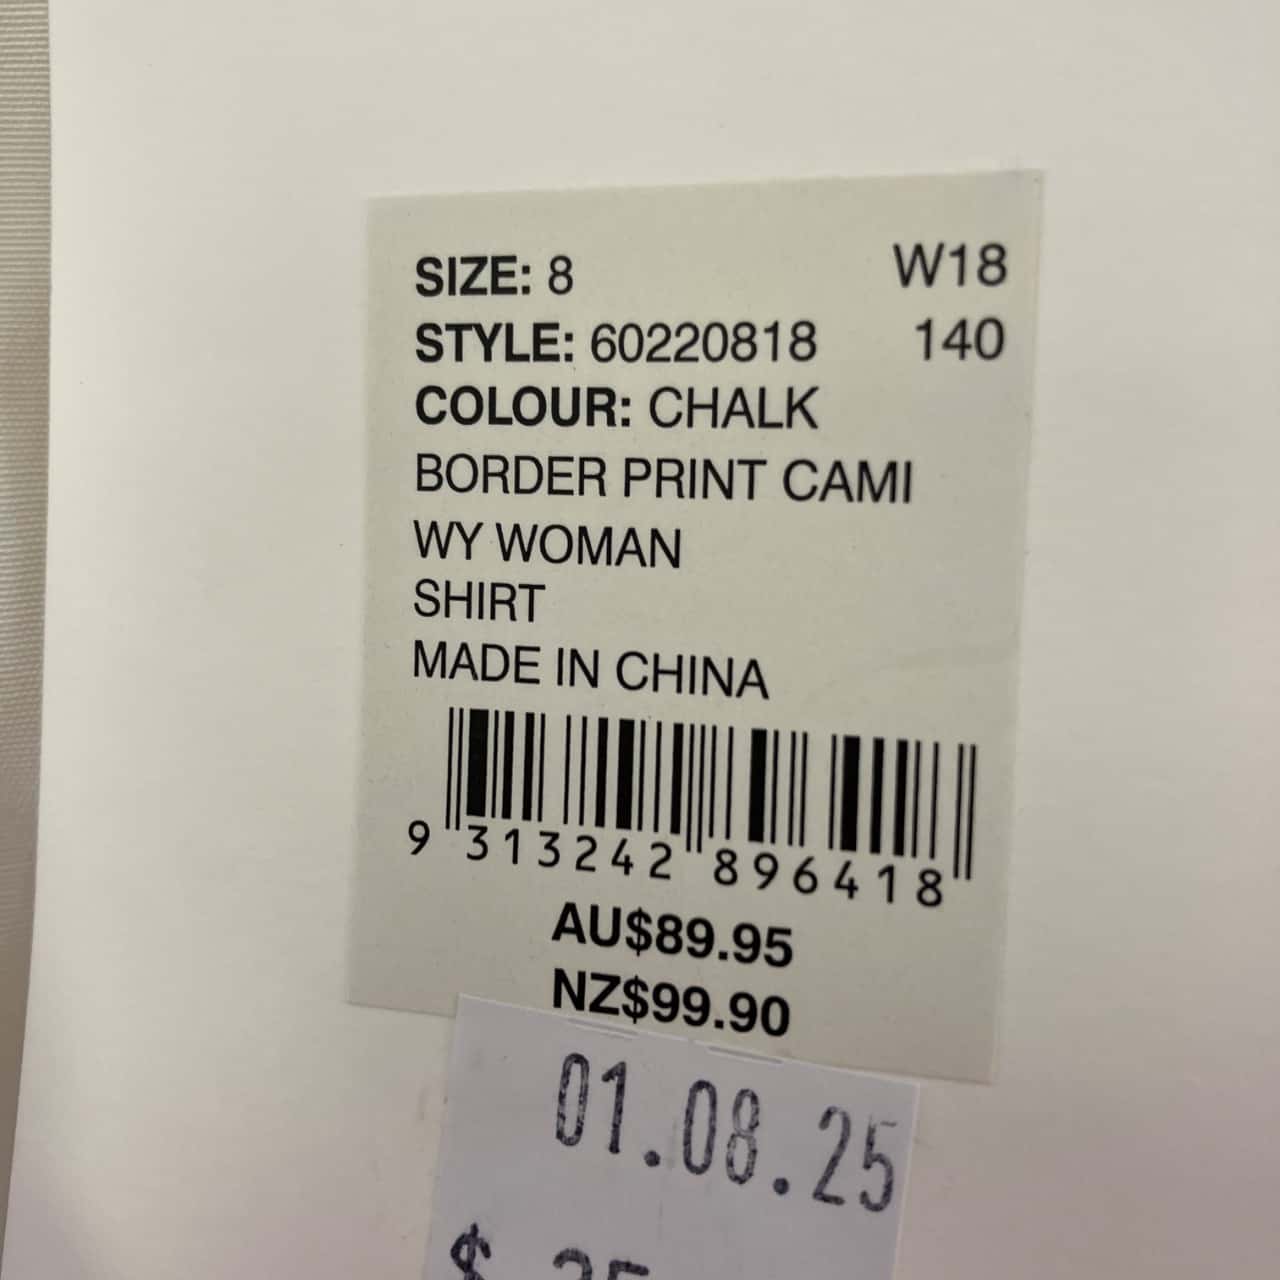 SIZE: 8 W18
STYLE: 60220818 140
COLOUR: CHALK
BORDER PRINT CAMI
WY WOMAN
SHIRT
MADE IN CHINA
9 313242 896418
AU$89.95
NZ$99.90
01.08.25
$